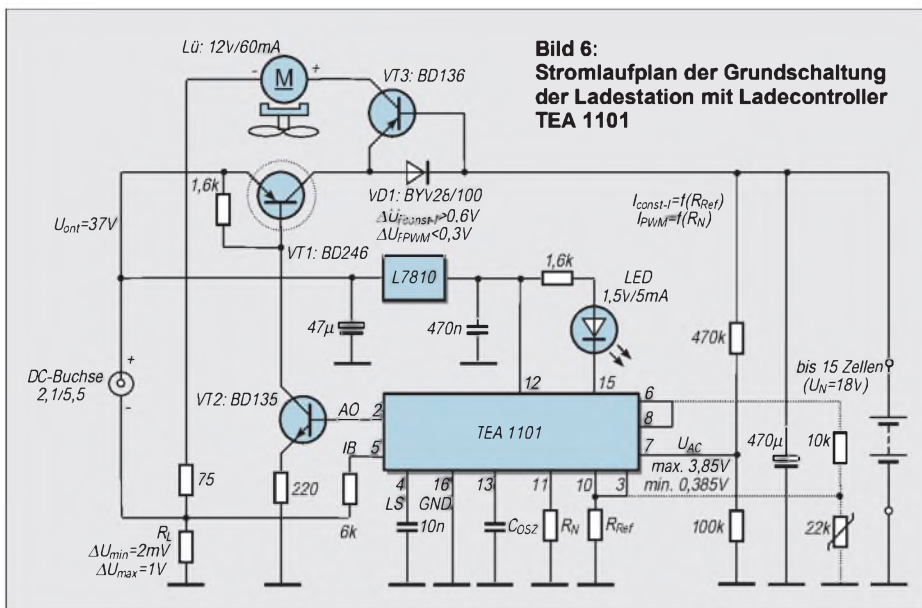 Lü: 12V/60mA
Bild 6:
Stromlaufplan der Grundschaltung
der Ladestation mit Ladecontroller
TEA 1101
- M +
VT3: BD136
1,6k
VD1: BYV28/100
ΔU_Fconst-I>0.6V
ΔU_FPWM<0,3V
I_const-I=f(R_Ref)
I_PWM=f(R_N)
U_ont=37V
VT1: BD246
L7810
1,6k
LED
1,5V/5mA
47µ
470n
470k
DC-Buchse
2,1/5,5
+
-
bis 15 Zellen
(U_N=18V)
VT2: BD135
12
15
AO
2
6
8
TEA 1101
IB
5
7
U_AC
max. 3,85V
min. 0,385V
470µ
10k
75
220
6k
4
16
13
11
10
3
LS
GND
10n
C_OSZ
R_N
R_Ref
100k
22k
R_L
ΔU_min=2mV
ΔU_max=1V